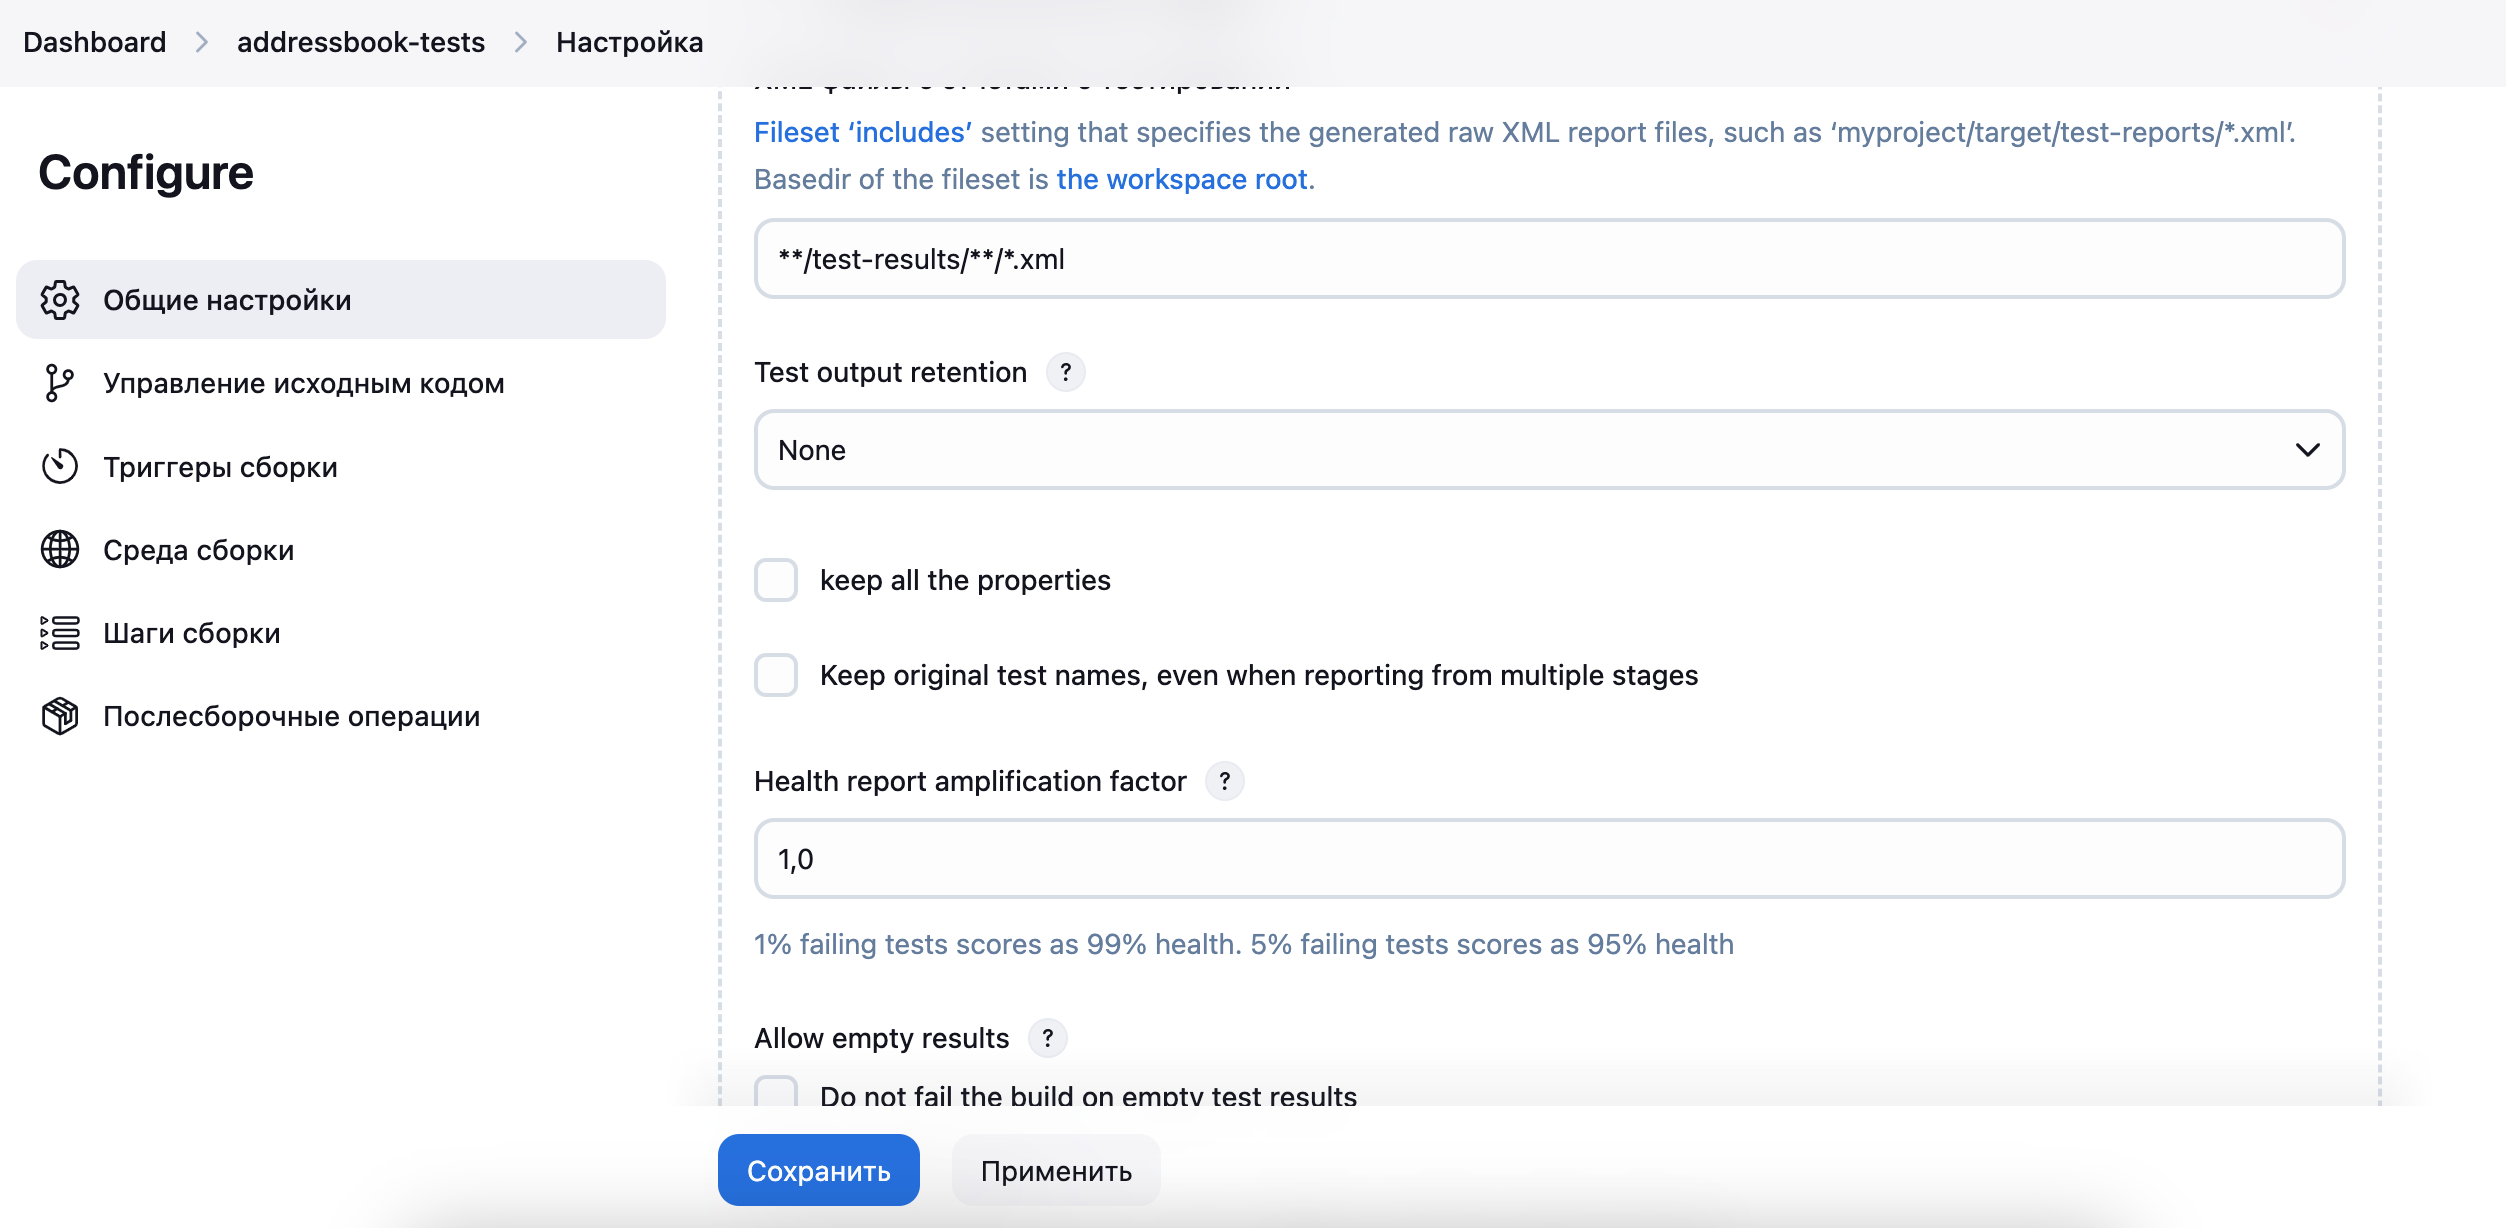 Dashboard > addressbook-tests > Настройка
Configure
Общие настройки
Управление исходным кодом
Триггеры сборки
Среда сборки
Шаги сборки
Послесборочные операции
XML файлы с отчетами о тестировании
Fileset ‘includes’ setting that specifies the generated raw XML report files, such as ‘myproject/target/test-reports/*.xml’.
Basedir of the fileset is the workspace root.
**/test-results/**/*.xml
Test output retention ?
None
keep all the properties
Keep original test names, even when reporting from multiple stages
Health report amplification factor ?
1,0
1% failing tests scores as 99% health. 5% failing tests scores as 95% health
Allow empty results ?
Do not fail the build on empty test results
Сохранить
Применить